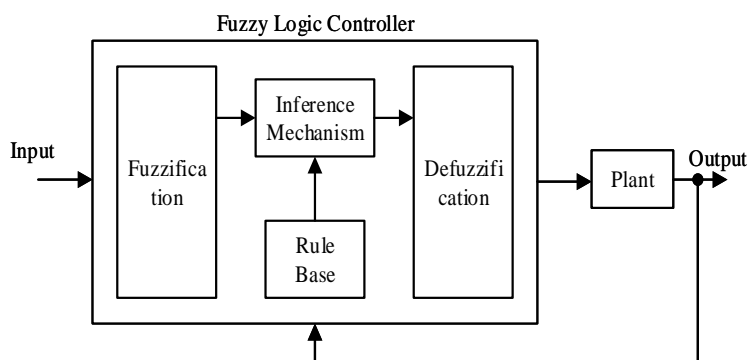 Fuzzy Logic Controller
Input
Fuzzifica
tion
Inference
Mechanism
Rule
Base
Defuzzifi
cation
Plant
Output